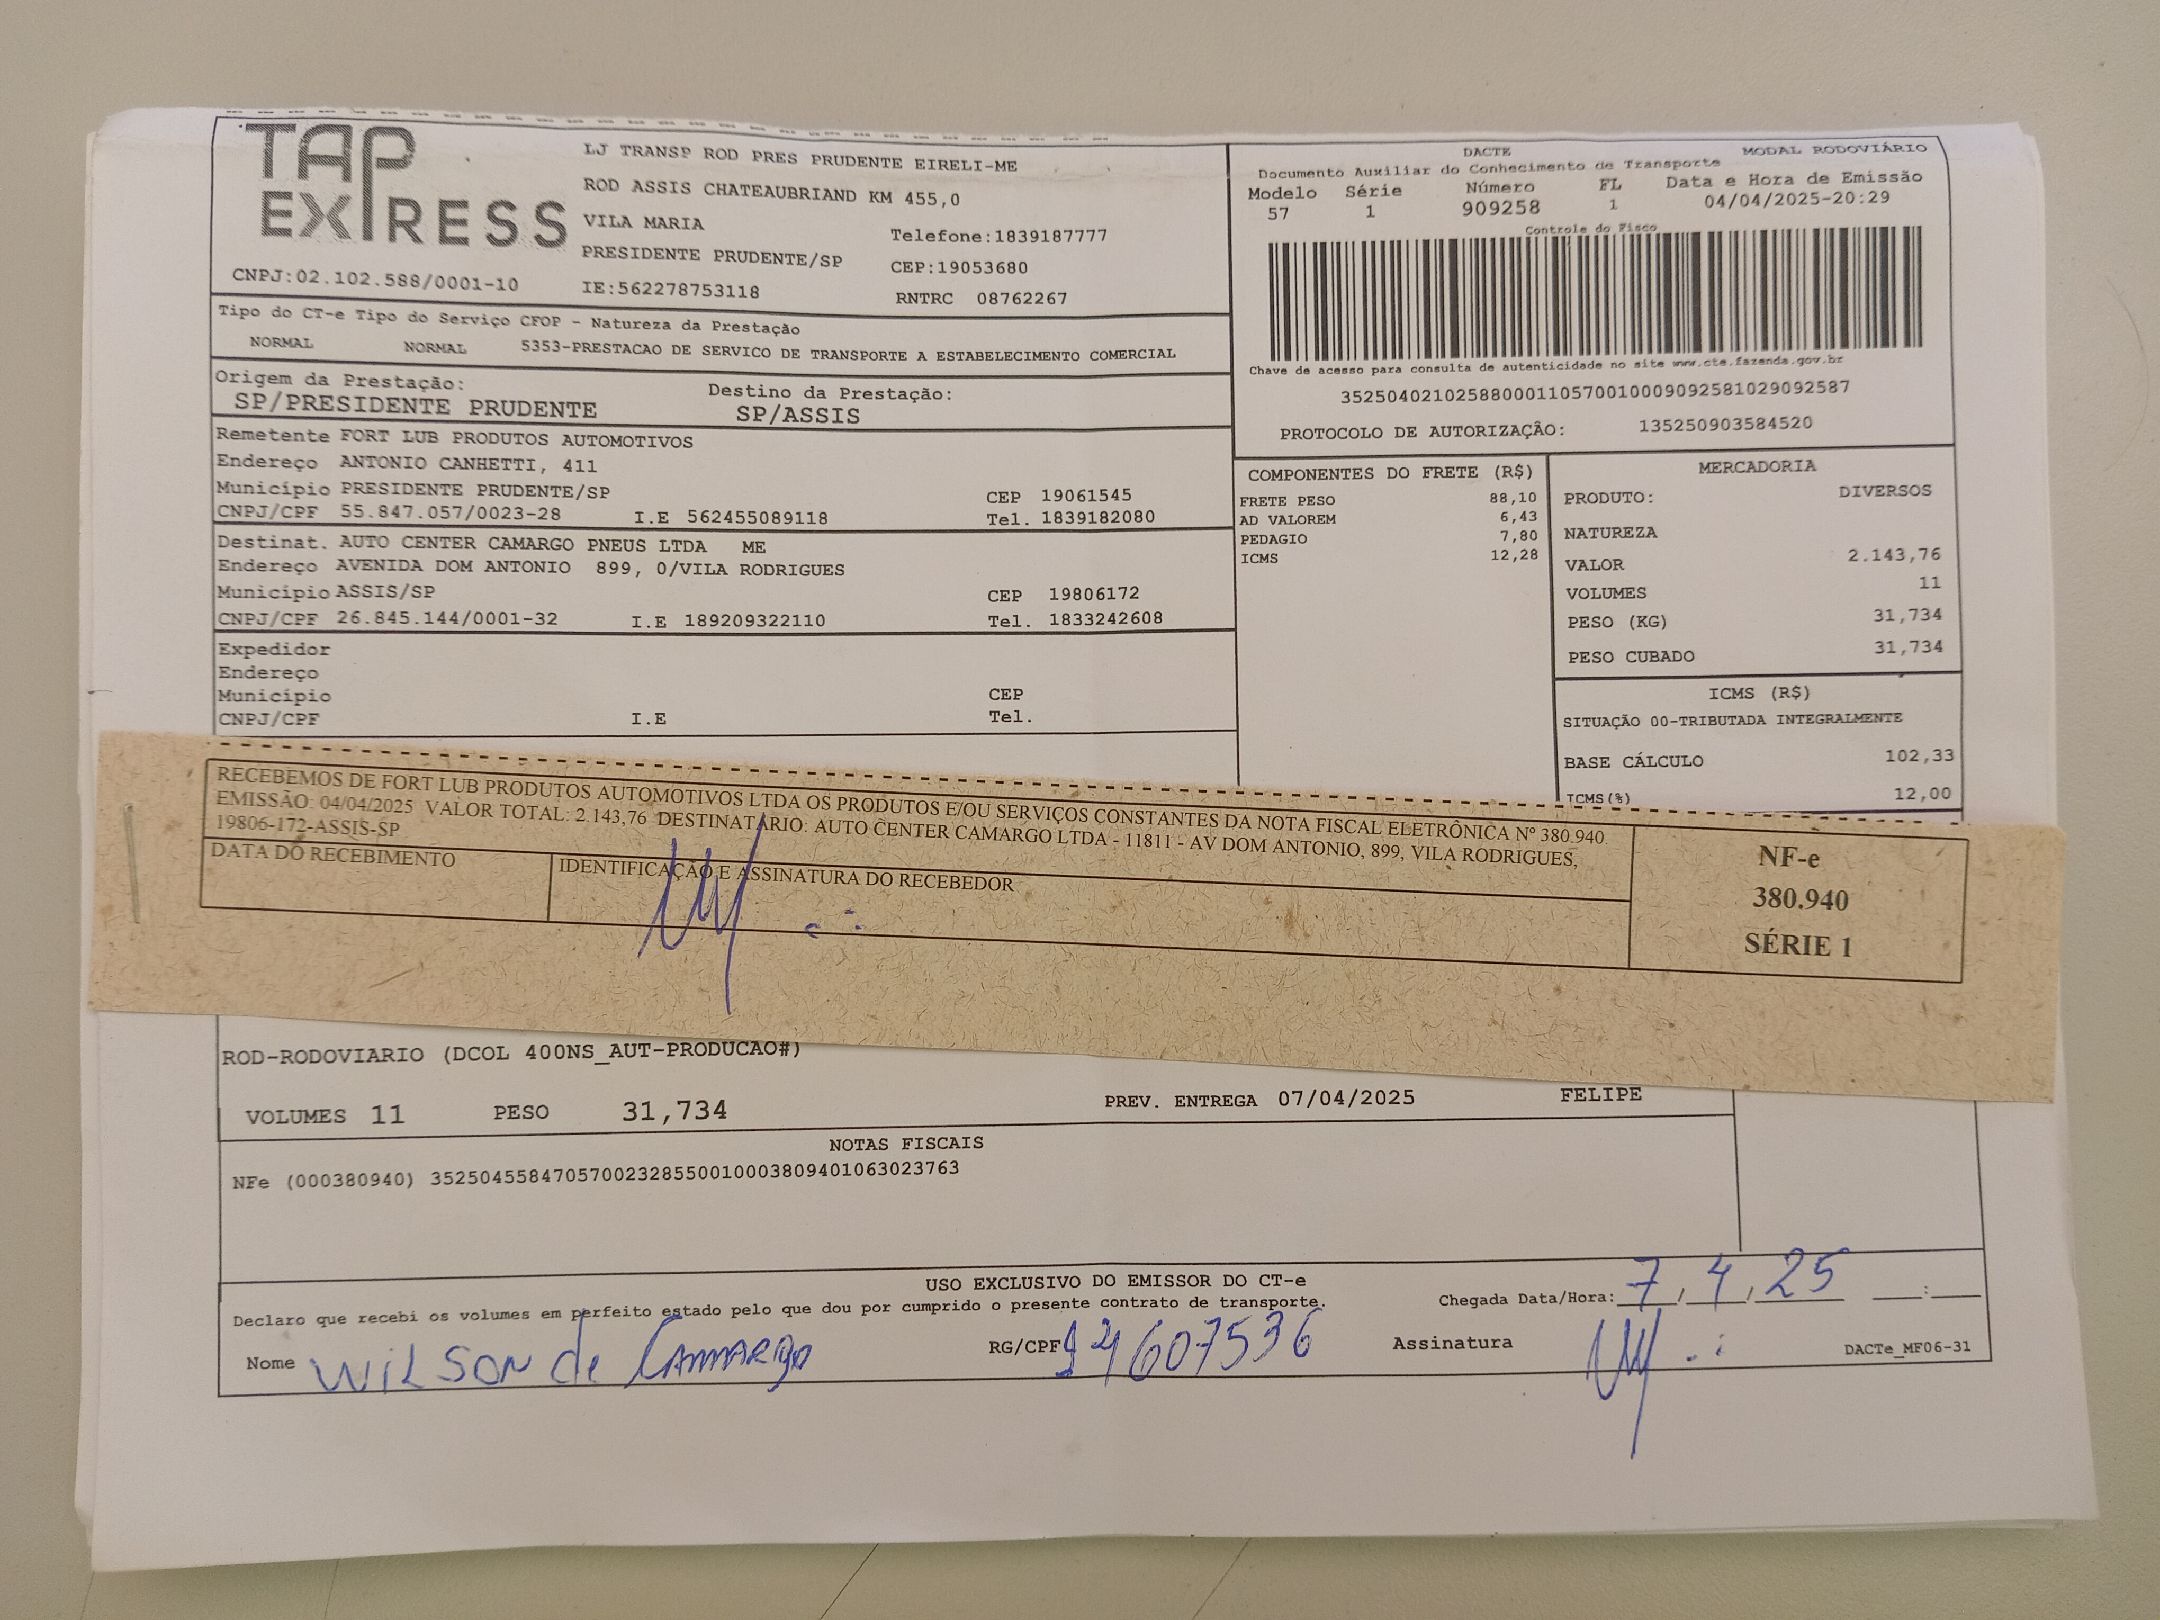 TAP EXPRESS
LJ TRANSP ROD PRES PRUDENTE EIRELI-ME
ROD ASSIS CHATEAUBRIAND KM 455,0
VILA MARIA
Telefone:1839187777
PRESIDENTE PRUDENTE/SP
CEP:19053680
CNPJ:02.102.588/0001-10
IE:562278753118
RNTRC 08762267
DACTE
MODAL RODOVIÁRIO
Documento Auxiliar do Conhecimento de Transporte
Modelo Série Número FL Data e Hora de Emissão
57 1 909258 1 04/04/2025-20:29
Controle do Fisco
Chave de acesso para consulta de autenticidade no site www.cte.fazenda.gov.br
35250402102588000110570010009092581029092587
PROTOCOLO DE AUTORIZAÇÃO: 135250903584520
Tipo do CT-e Tipo do Serviço CFOP - Natureza da Prestação
NORMAL NORMAL 5353-PRESTACAO DE SERVICO DE TRANSPORTE A ESTABELECIMENTO COMERCIAL
Origem da Prestação: Destino da Prestação:
SP/PRESIDENTE PRUDENTE SP/ASSIS
Remetente FORT LUB PRODUTOS AUTOMOTIVOS
Endereço ANTONIO CANHETTI, 411
Município PRESIDENTE PRUDENTE/SP CEP 19061545
CNPJ/CPF 55.847.057/0023-28 I.E 562455089118 Tel. 1839182080
Destinat. AUTO CENTER CAMARGO PNEUS LTDA ME
Endereço AVENIDA DOM ANTONIO 899, 0/VILA RODRIGUES
Município ASSIS/SP CEP 19806172
CNPJ/CPF 26.845.144/0001-32 I.E 189209322110 Tel. 1833242608
Expedidor
Endereço
Município CEP
CNPJ/CPF I.E Tel.
COMPONENTES DO FRETE (R$)
FRETE PESO 88,10
AD VALOREM 6,43
PEDAGIO 7,80
ICMS 12,28
MERCADORIA
PRODUTO: DIVERSOS
NATUREZA
VALOR 2.143,76
VOLUMES 11
PESO (KG) 31,734
PESO CUBADO 31,734
ICMS (R$)
SITUAÇÃO 00-TRIBUTADA INTEGRALMENTE
BASE CÁLCULO 102,33
ICMS(%) 12,00
RECEBEMOS DE FORT LUB PRODUTOS AUTOMOTIVOS LTDA OS PRODUTOS E/OU SERVIÇOS CONSTANTES DA NOTA FISCAL ELETRÔNICA Nº 380.940
EMISSÃO: 04/04/2025 VALOR TOTAL: 2.143,76 DESTINATÁRIO: AUTO CENTER CAMARGO LTDA - 11811 - AV DOM ANTONIO, 899, VILA RODRIGUES,
19806-172-ASSIS-SP
DATA DO RECEBIMENTO
IDENTIFICAÇÃO E ASSINATURA DO RECEBEDOR
NF-e
380.940
SÉRIE 1
ROD-RODOVIARIO (DCOL 400NS_AUT-PRODUCAO#)
VOLUMES 11 PESO 31,734 PREV. ENTREGA 07/04/2025 FELIPE
NOTAS FISCAIS
NFe (000380940) 35250455847057002328550010003809401063023763
USO EXCLUSIVO DO EMISSOR DO CT-e
Declaro que recebi os volumes em perfeito estado pelo que dou por cumprido o presente contrato de transporte.
Chegada Data/Hora: 7/4/25 __:__
Nome WILSON de CAMARGO RG/CPF 14607536 Assinatura
DACTe_MF06-31